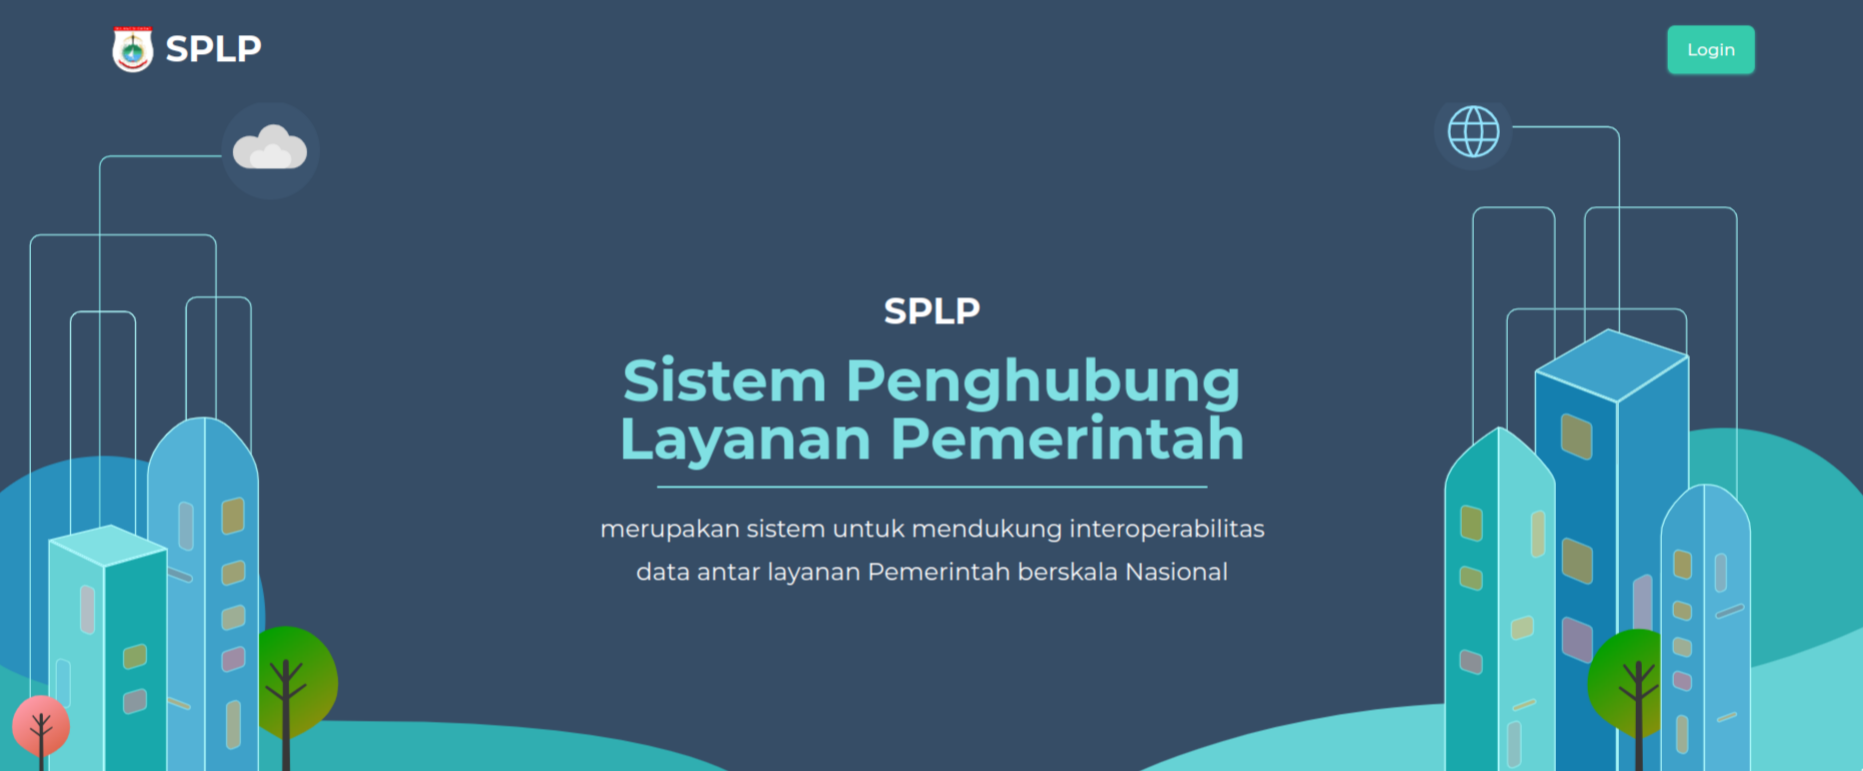 SPLP
Login
SPLP
Sistem Penghubung
Layanan Pemerintah
merupakan sistem untuk mendukung interoperabilitas
data antar layanan Pemerintah berskala Nasional